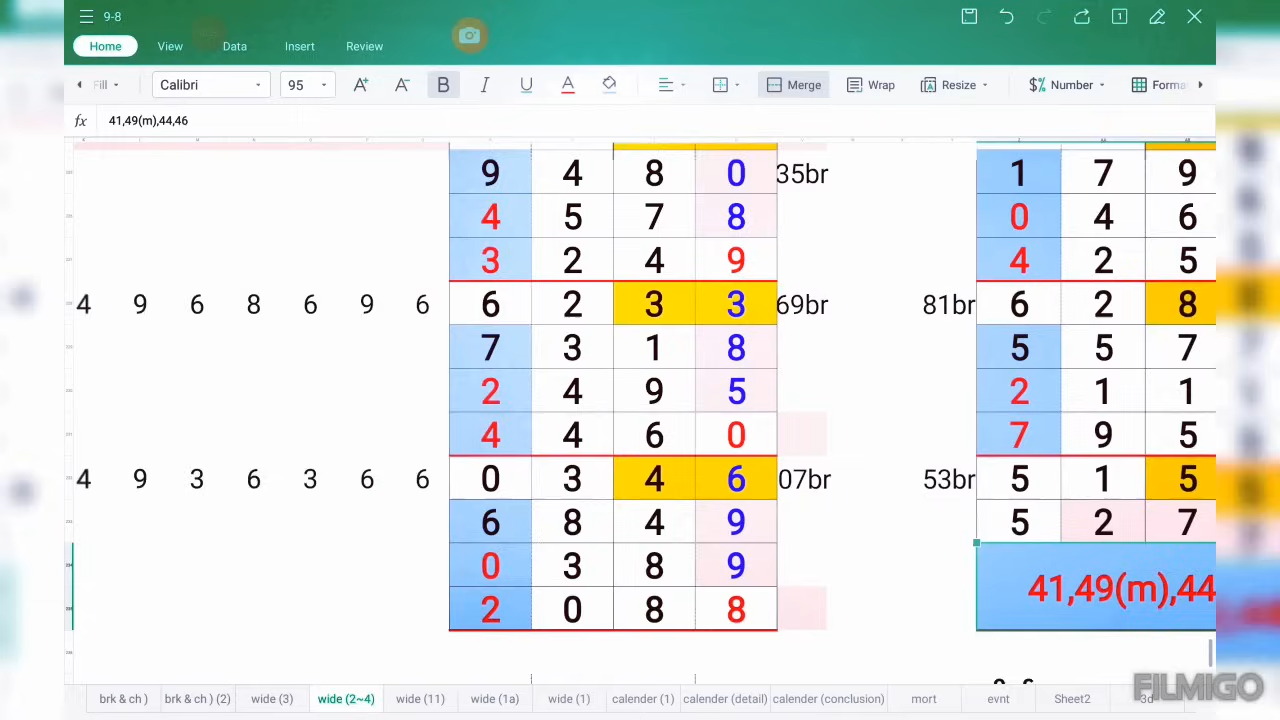 9-8
1
Home View Data Insert Review
Fill Calibri 95 A+ A- B I U A Merge Wrap Resize $% Number Forma
fx 41,49(m),44,46
9 4 8 0 35br 1 7 9
4 5 7 8 0 4 6
3 2 4 9 4 2 5
4 9 6 8 6 9 6 6 2 3 3 69br 81br 6 2 8
7 3 1 8 5 5 7
2 4 9 5 2 1 1
4 4 6 0 7 9 5
4 9 3 6 3 6 6 0 3 4 6 07br 53br 5 1 5
6 8 4 9 5 2 7
0 3 8 9 41,49(m),44
2 0 8 8
brk & ch ) brk & ch ) (2) wide (3) wide (2~4) wide (11) wide (1a) wide (1) calender (1) calender (detail) calender (conclusion) mort evnt Sheet2 3d
FILMIGO